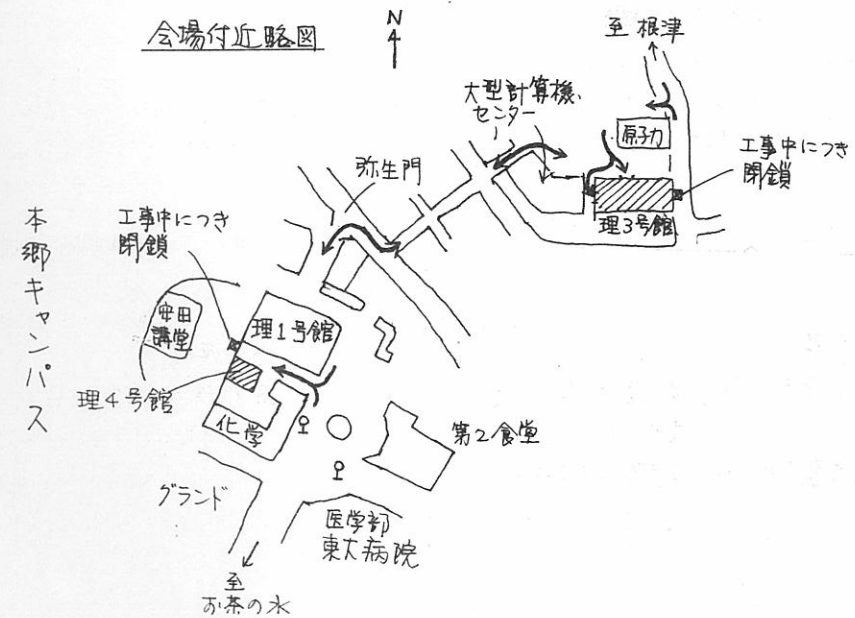 会場付近略図
N
至 根津
大型計算機
センター
原子力
工事中につき
閉鎖
弥生門
理3号館
本郷キャンパス
工事中につき
閉鎖
安田
講堂
理1号館
理4号館
化学
第2食堂
グランド
医学部
東大病院
至
お茶の水